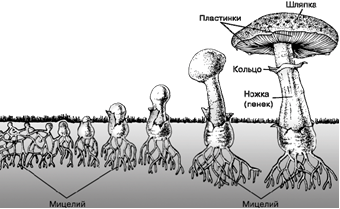 Шляпка
Пластинки
Кольцо
Ножка
(пенек)
Мицелий
Мицелий